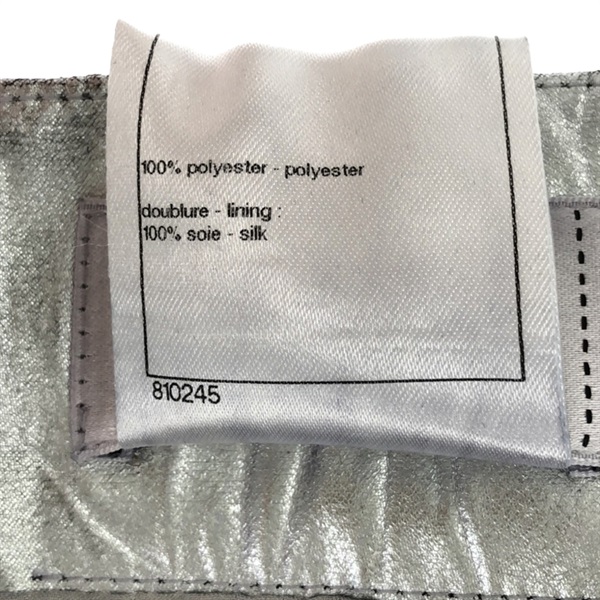 100% polyester - polyester
doublure - lining :
100% soie - silk
810245